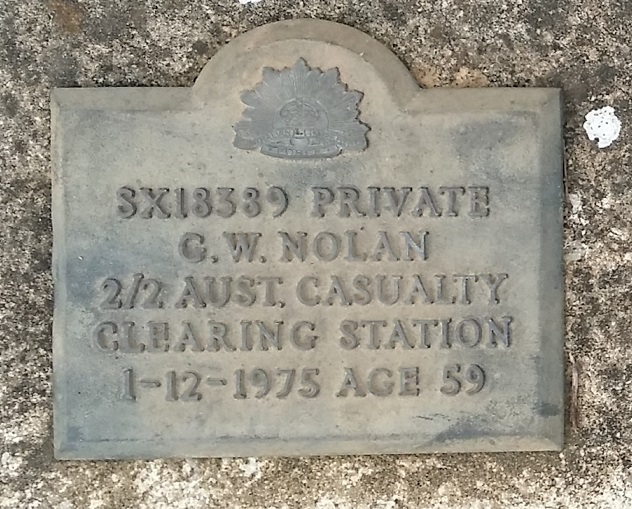 SX18389 PRIVATE
G.W. NOLAN
2/2 AUST. CASUALTY
CLEARING STATION
1-12-1975 AGE 59